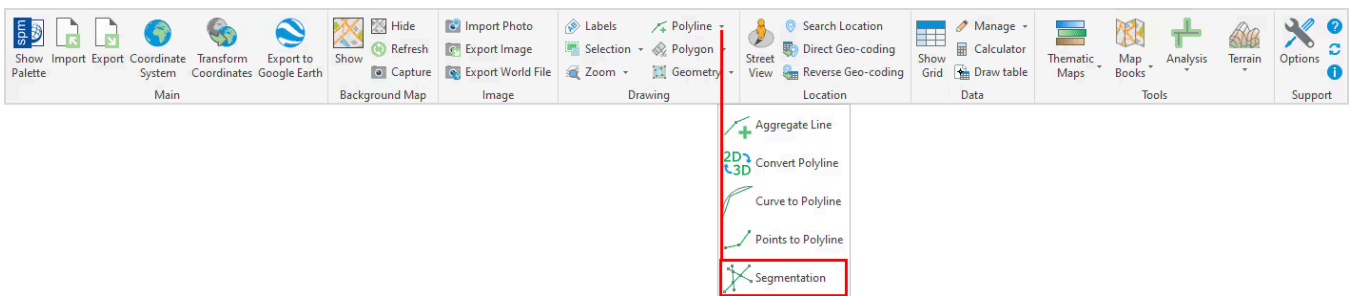 spm
Show Palette
Import
Export
Coordinate System
Transform Coordinates
Export to Google Earth
Main
Show
Hide
Refresh
Capture
Background Map
Import Photo
Export Image
Export World File
Image
Labels
Selection
Zoom
Polyline
Polygon
Geometry
Drawing
Street View
Search Location
Direct Geo-coding
Reverse Geo-coding
Location
Show Grid
Manage
Calculator
Draw table
Data
Thematic Maps
Map Books
Analysis
Terrain
Tools
Options
Support
Aggregate Line
2D
3D
Convert Polyline
Curve to Polyline
Points to Polyline
Segmentation